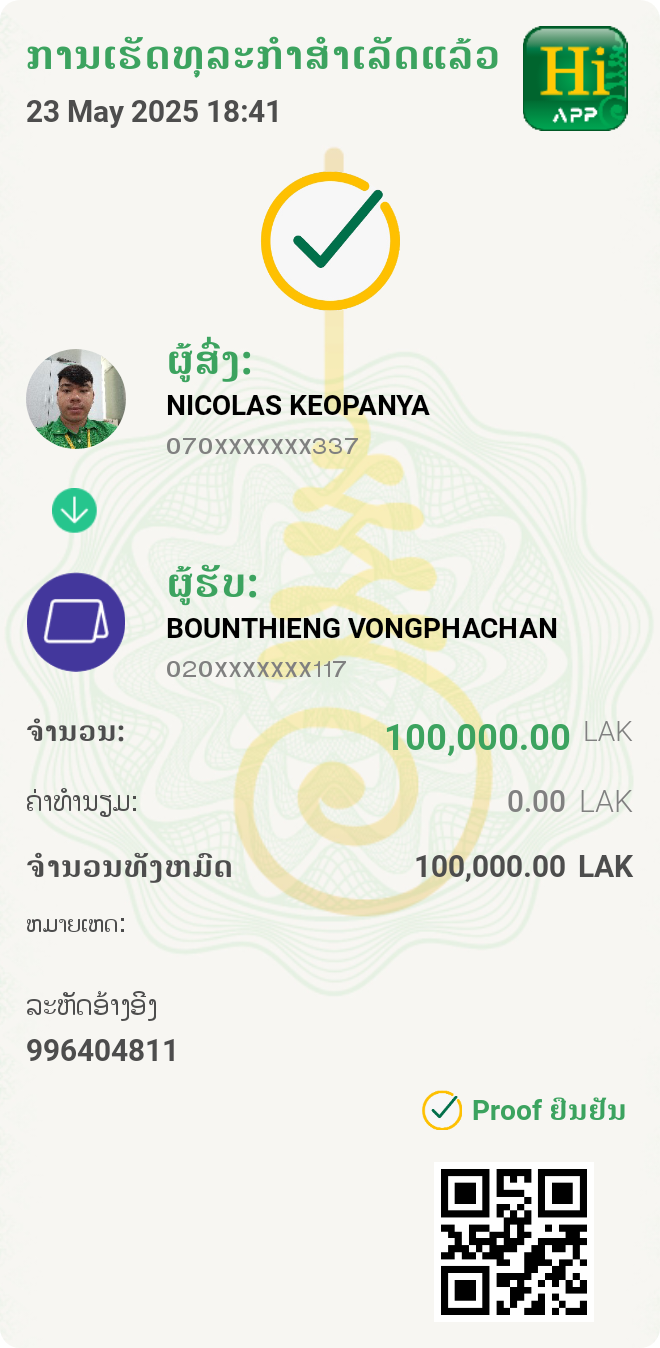 ການເຮັດທຸລະກຳສຳເລັດແລ້ວ
23 May 2025 18:41
Hi
APP
ຜູ້ສົ່ງ:
NICOLAS KEOPANYA
070XXXXXXX337
ຜູ້ຮັບ:
BOUNTHIENG VONGPHACHAN
020XXXXXXX117
ຈຳນວນ: 100,000.00 LAK
ຄ່າທຳນຽມ: 0.00 LAK
ຈຳນວນທັງຫມົດ 100,000.00 LAK
ຫມາຍເຫດ:
ລະຫັດອ້າງອີງ
996404811
Proof ຢືນຢັນ